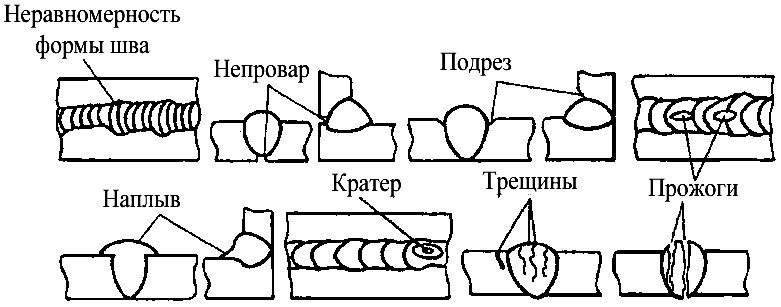 Неравномерность
формы шва
Непровар
Подрез
Наплыв
Кратер
Трещины
Прожоги